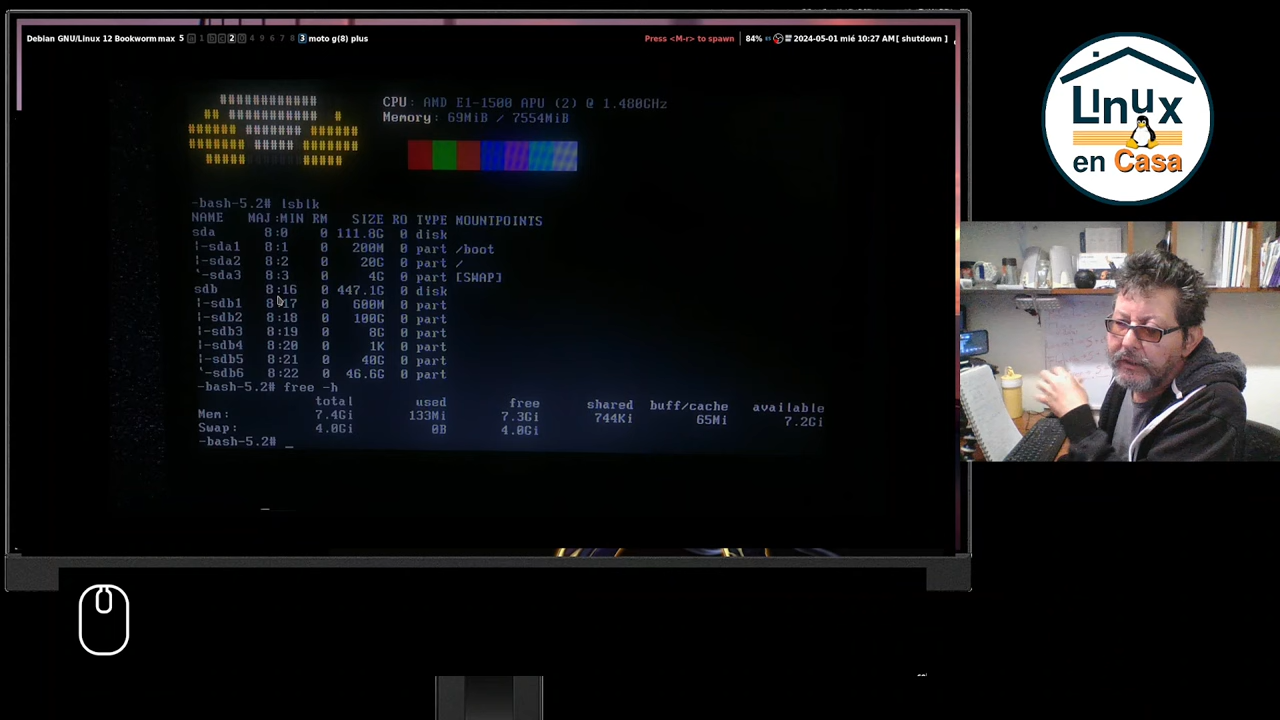 Debian GNU/Linux 12 Bookworm max 5 moto g(8) plus
Press <M-r> to spawn 84% 2024-05-01 mié 10:27 AM [ shutdown ]
############
## ########### #
###### ####### ######
###### ##### ######
##### #####
CPU: AMD E1-1500 APU (2) @ 1.480GHz
Memory: 69MiB / 7554MiB
-bash-5.2# lsblk
NAME MAJ:MIN RM SIZE RO TYPE MOUNTPOINTS
sda 8:0 0 111.8G 0 disk
|-sda1 8:1 0 200M 0 part /boot
|-sda2 8:2 0 20G 0 part /
`-sda3 8:3 0 4G 0 part [SWAP]
sdb 8:16 0 447.1G 0 disk
|-sdb1 8:17 0 600M 0 part
|-sdb2 8:18 0 100G 0 part
|-sdb3 8:19 0 8G 0 part
|-sdb4 8:20 0 1K 0 part
|-sdb5 8:21 0 40G 0 part
`-sdb6 8:22 0 46.6G 0 part
-bash-5.2# free -h
total used free shared buff/cache available
Mem: 7.4Gi 133Mi 7.3Gi 744Ki 65Mi 7.2Gi
Swap: 4.0Gi 0B 4.0Gi
-bash-5.2# _
Linux
en Casa